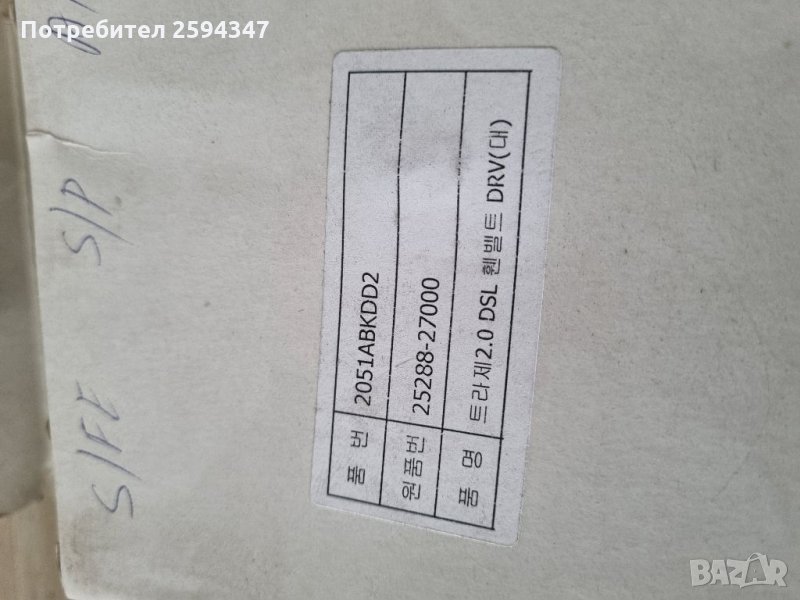 Потребител 2594347
S/FE S/P
품 번 2051ABKDD2
원품번 25288-27000
품 명 트라제2.0 DSL 휀벨트 DRV(대)
BAZAR